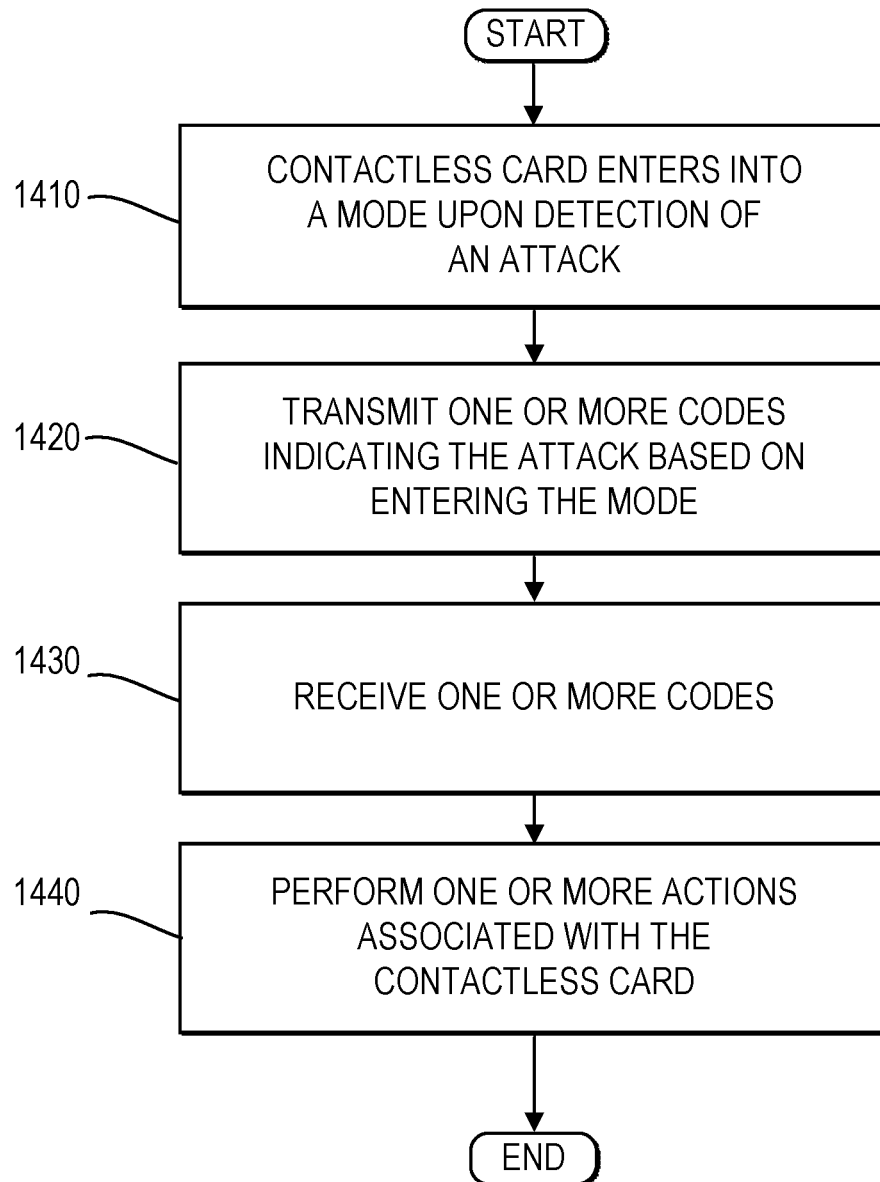 START
1410
CONTACTLESS CARD ENTERS INTO
A MODE UPON DETECTION OF
AN ATTACK
1420
TRANSMIT ONE OR MORE CODES
INDICATING THE ATTACK BASED ON
ENTERING THE MODE
1430
RECEIVE ONE OR MORE CODES
1440
PERFORM ONE OR MORE ACTIONS
ASSOCIATED WITH THE
CONTACTLESS CARD
END